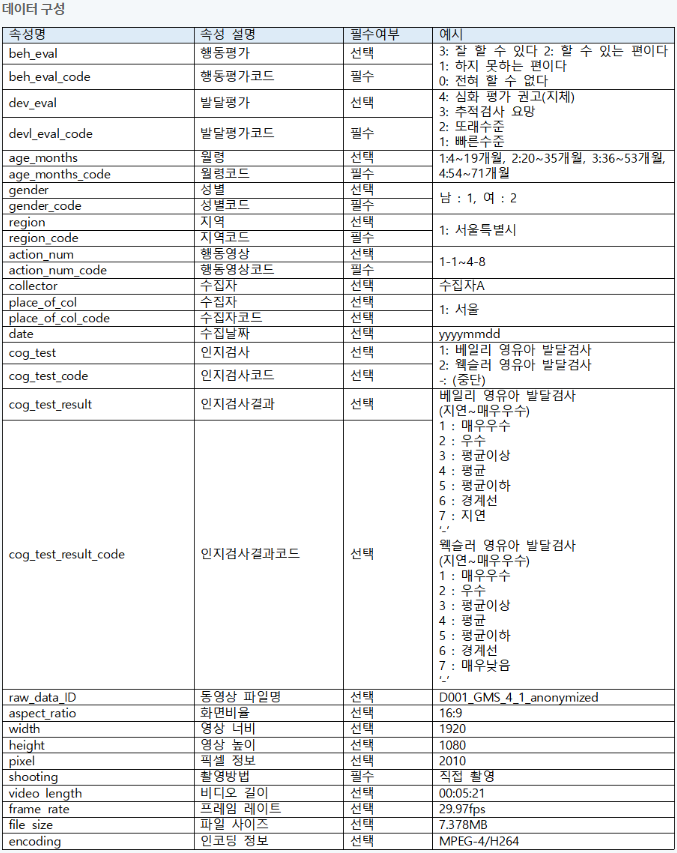 데이터 구성
속성명 속성 설명 필수여부 예시
beh_eval 행동평가 선택 3: 잘 할 수 있다 2: 할 수 있는 편이다
1: 하지 못하는 편이다
beh_eval_code 행동평가코드 필수 0: 전혀 할 수 없다
dev_eval 발달평가 선택 4: 심화 평가 권고(지체)
3: 추적검사 요망
devl_eval_code 발달평가코드 필수 2: 또래수준
1: 빠른수준
age_months 월령 선택 1:4~19개월, 2:20~35개월, 3:36~53개월,
age_months_code 월령코드 필수 4:54~71개월
gender 성별 선택 남 : 1, 여 : 2
gender_code 성별코드 필수
region 지역 선택 1: 서울특별시
region_code 지역코드 필수
action_num 행동영상 선택 1-1~4-8
action_num_code 행동영상코드 필수
collector 수집자 선택 수집자A
place_of_col 수집자 선택 1: 서울
place_of_col_code 수집자코드 선택
date 수집날짜 선택 yyyymmdd
cog_test 인지검사 선택 1: 베일리 영유아 발달검사
2: 웩슬러 영유아 발달검사
cog_test_code 인지검사코드 선택 -: (중단)
cog_test_result 인지검사결과 선택 베일리 영유아 발달검사
(지연~매우우수)
1 : 매우우수
2 : 우수
3 : 평균이상
4 : 평균
5 : 평균이하
6 : 경계선
7 : 지연
‘-’
cog_test_result_code 인지검사결과코드 선택 웩슬러 영유아 발달검사
(지연~매우우수)
1 : 매우우수
2 : 우수
3 : 평균이상
4 : 평균
5 : 평균이하
6 : 경계선
7 : 매우낮음
‘-’
raw_data_ID 동영상 파일명 선택 D001_GMS_4_1_anonymized
aspect_ratio 화면비율 선택 16:9
width 영상 너비 선택 1920
height 영상 높이 선택 1080
pixel 픽셀 정보 선택 2010
shooting 촬영방법 필수 직접 촬영
video length 비디오 길이 선택 00:05:21
frame rate 프레임 레이트 선택 29.97fps
file size 파일 사이즈 선택 7.378MB
encoding 인코딩 정보 선택 MPEG-4/H264